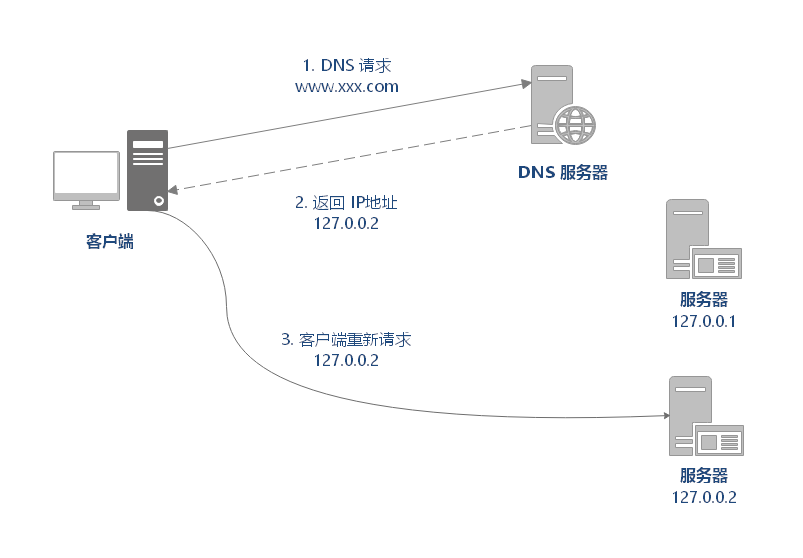 1. DNS 请求
www.xxx.com
DNS 服务器
2. 返回 IP地址
127.0.0.2
客户端
服务器
127.0.0.1
3. 客户端重新请求
127.0.0.2
服务器
127.0.0.2